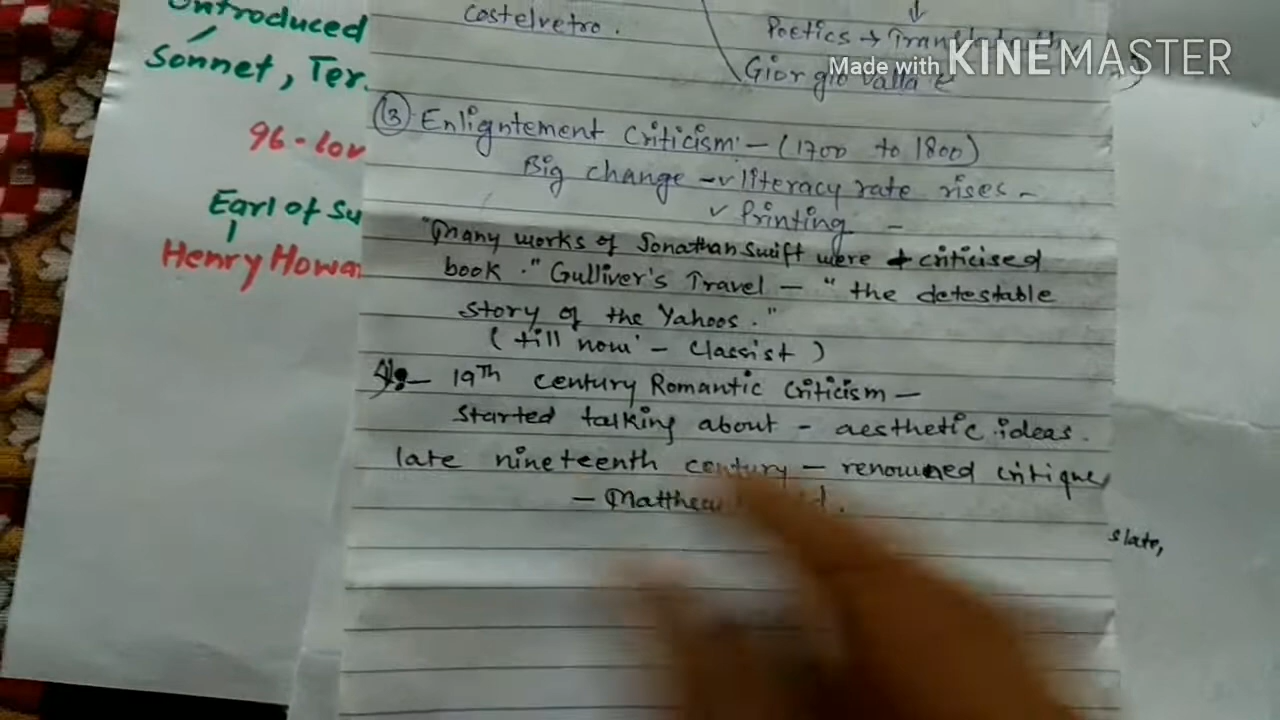 Introduced
Sonnet, Ter
96 - lov
Earl of Su
Henry Howa
Costelvetro.
Poetics →
Giorgio Valla
Made with KINEMASTER
③ Enligntement Criticism - (1700 to 1800)
Big change - literacy rate rises -
✓ Printing -
"Many works of Jonathan Swift were criticised
book." Gulliver's Travel - "the detestable
story of the Yahoos."
(till now - Classist)
4:- 19th century Romantic Criticism -
Started talking about - aesthetic ideas.
late nineteenth century - renowned critique
- Matthew
slate,